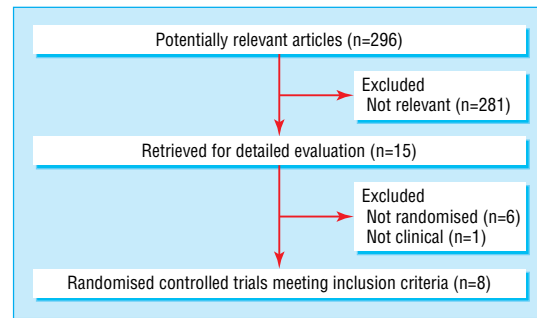 Potentially relevant articles (n=296)
Excluded
Not relevant (n=281)
Retrieved for detailed evaluation (n=15)
Excluded
Not randomised (n=6)
Not clinical (n=1)
Randomised controlled trials meeting inclusion criteria (n=8)